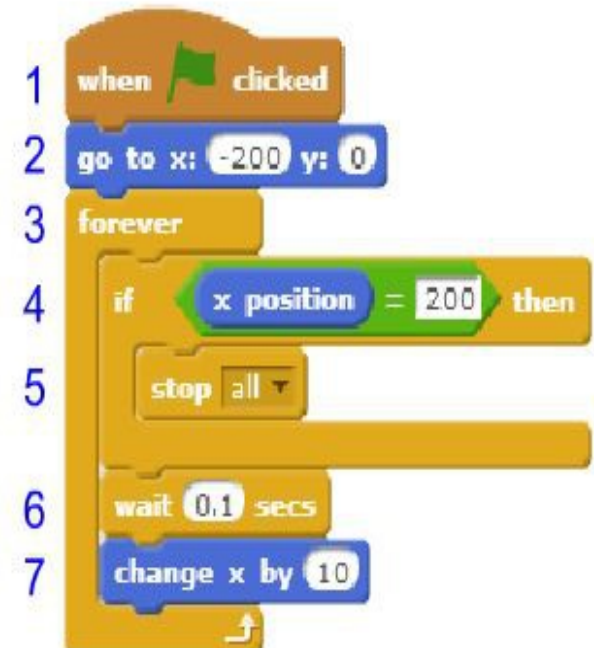 1 when clicked
2 go to x: -200 y: 0
3 forever
4 if x position = 200 then
5 stop all
6 wait 0.1 secs
7 change x by 10